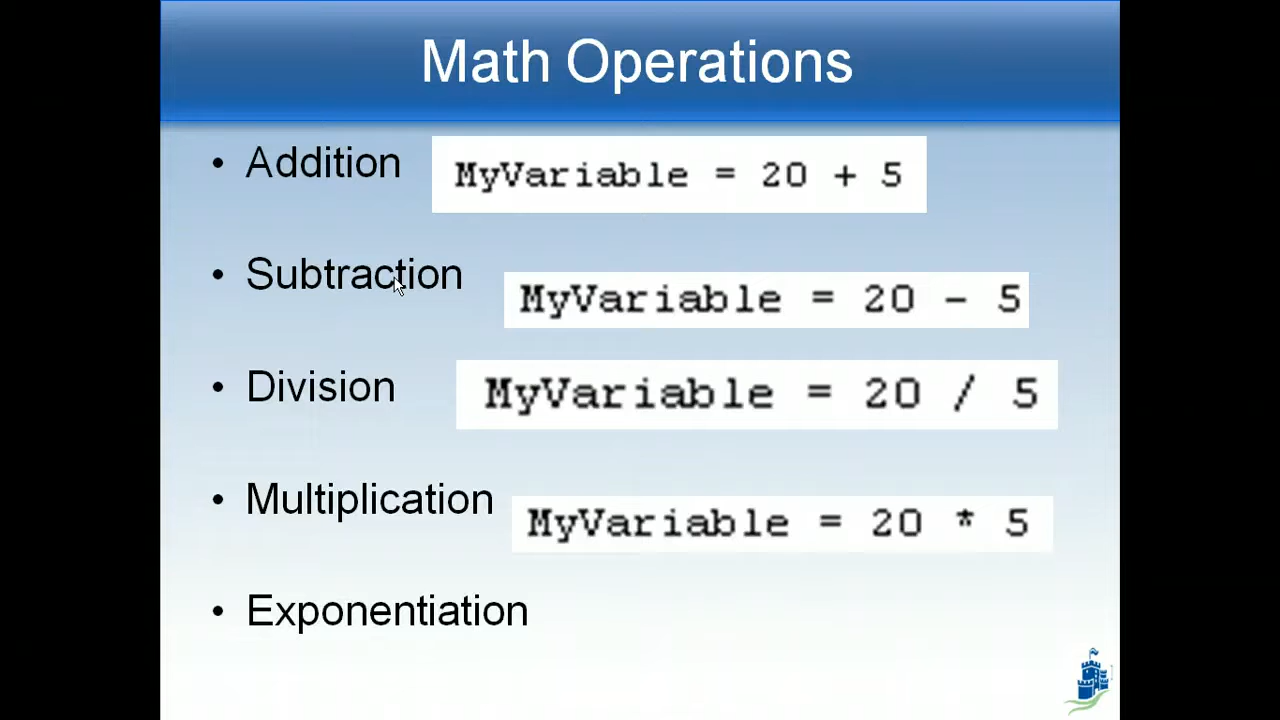 Math Operations
• Addition MyVariable = 20 + 5
• Subtraction MyVariable = 20 - 5
• Division MyVariable = 20 / 5
• Multiplication MyVariable = 20 * 5
• Exponentiation